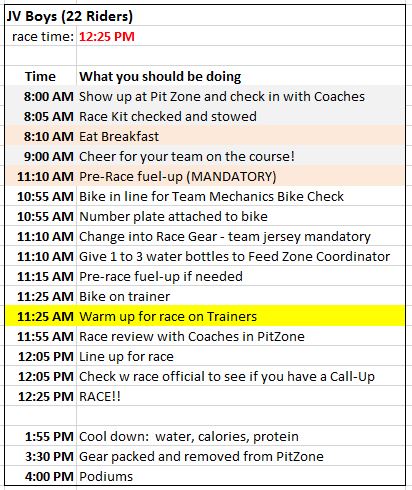 JV Boys (22 Riders)
race time: 12:25 PM
Time What you should be doing
8:00 AM Show up at Pit Zone and check in with Coaches
8:05 AM Race Kit checked and stowed
8:10 AM Eat Breakfast
9:00 AM Cheer for your team on the course!
11:10 AM Pre-Race fuel-up (MANDATORY)
10:55 AM Bike in line for Team Mechanics Bike Check
10:55 AM Number plate attached to bike
11:10 AM Change into Race Gear - team jersey mandatory
11:10 AM Give 1 to 3 water bottles to Feed Zone Coordinator
11:15 AM Pre-race fuel-up if needed
11:25 AM Bike on trainer
11:25 AM Warm up for race on Trainers
11:55 AM Race review with Coaches in PitZone
12:05 PM Line up for race
12:05 PM Check w race official to see if you have a Call-Up
12:25 PM RACE!!
1:55 PM Cool down: water, calories, protein
3:30 PM Gear packed and removed from PitZone
4:00 PM Podiums